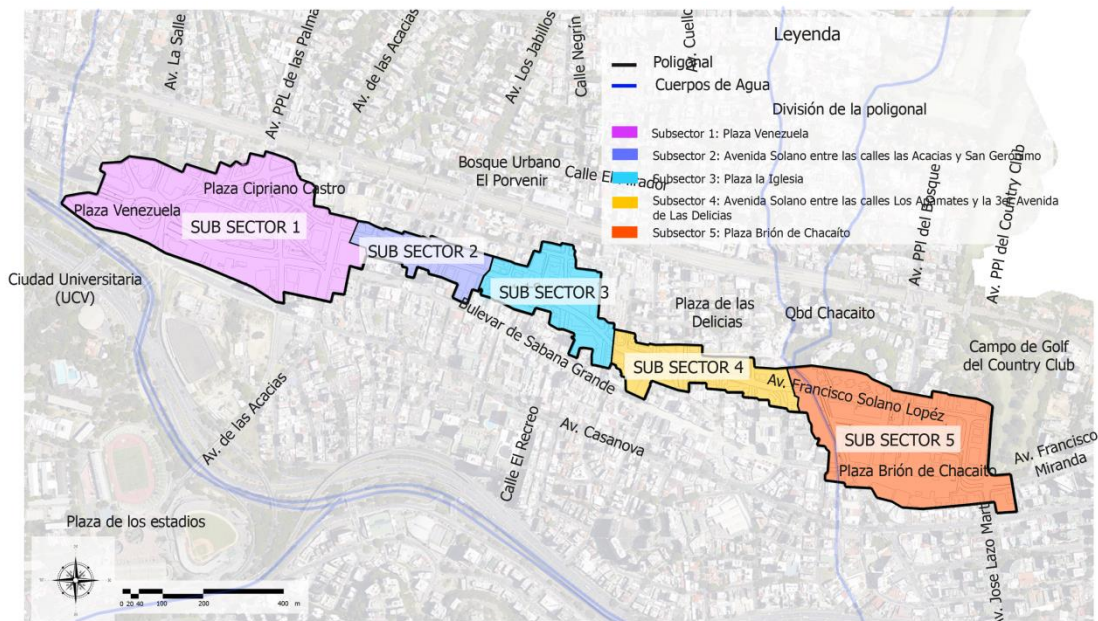 Av. La Salle
Av. PPL de las Palma
Av. de las Acacias
Av. Los Jabillos
Calle Negrín
Av. Cuello
Leyenda
Poligonal
Cuerpos de Agua
División de la poligonal
Subsector 1: Plaza Venezuela
Subsector 2: Avenida Solano entre las calles las Acacias y San Gerónimo
Subsector 3: Plaza la Iglesia
Subsector 4: Avenida Solano entre las calles Los Apamates y la 3er Avenida
de Las Delicias
Subsector 5: Plaza Brión de Chacaíto
Bosque Urbano
El Porvenir
Calle El Mirador
Av. PPl del Bosque
Av. PPl del Country Club
Plaza Cipriano Castro
Plaza Venezuela
SUB SECTOR 1
SUB SECTOR 2
SUB SECTOR 3
SUB SECTOR 4
SUB SECTOR 5
Ciudad Universitaria
(UCV)
Bulevar de Sabana Grande
Plaza de las
Delicias
Qbd Chacaito
Campo de Golf
del Country Club
Av. Francisco Solano Lopéz
Av. de las Acacias
Calle El Recreo
Av. Casanova
Plaza Brión de Chacaito
Av. Francisco
Miranda
Av. Jose Lazo Marti
Plaza de los estadios
0 20 40 100 200 400 m